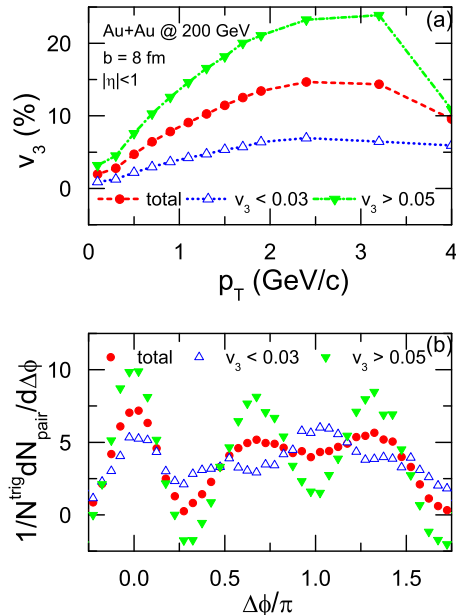 (a)
Au+Au @ 200 GeV
b = 8 fm
|η|<1
20
10
0
v₃ (%)
total v₃ < 0.03 v₃ > 0.05
0 1 2 3 4
p_T (GeV/c)
(b)
total v₃ < 0.03 v₃ > 0.05
10
5
0
1/N^trig dN_pair/dΔϕ
0.0 0.5 1.0 1.5
Δϕ/π